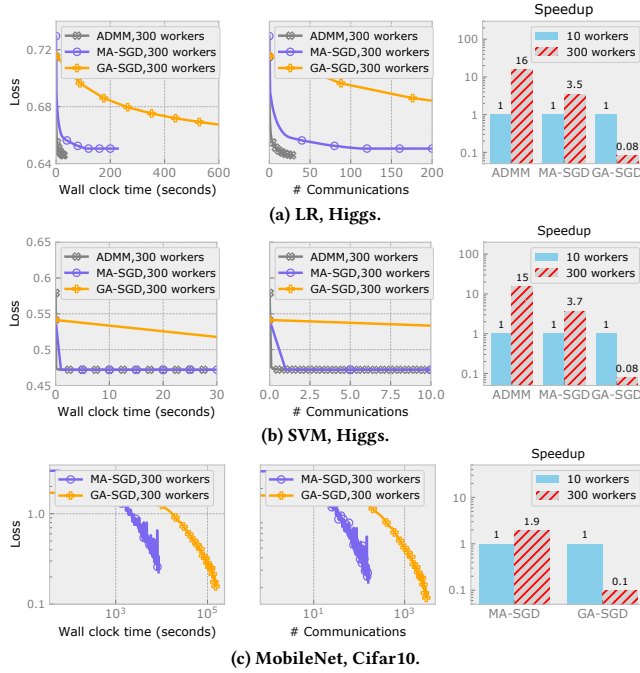 Speedup
0.72
0.68
0.64
Loss
ADMM,300 workers
MA-SGD,300 workers
GA-SGD,300 workers
0 200 400 600
Wall clock time (seconds)
ADMM,300 workers
MA-SGD,300 workers
GA-SGD,300 workers
0 50 100 150 200
# Communications
100
10
1
0.1
10 workers
300 workers
1 16 1 3.5 1 0.08
ADMM MA-SGD GA-SGD
(a) LR, Higgs.
Speedup
0.65
0.60
0.55
0.50
0.45
Loss
ADMM,300 workers
MA-SGD,300 workers
GA-SGD,300 workers
0 10 20 30
Wall clock time (seconds)
ADMM,300 workers
MA-SGD,300 workers
GA-SGD,300 workers
0.0 2.5 5.0 7.5 10.0
# Communications
100
10
1
0.1
10 workers
300 workers
1 15 1 3.7 1 0.08
ADMM MA-SGD GA-SGD
(b) SVM, Higgs.
Speedup
1.0
0.1
Loss
MA-SGD,300 workers
GA-SGD,300 workers
10³ 10⁵
Wall clock time (seconds)
MA-SGD,300 workers
GA-SGD,300 workers
10¹ 10³
# Communications
10
1
0.1
10 workers
300 workers
1 1.9 1 0.1
MA-SGD GA-SGD
(c) MobileNet, Cifar10.